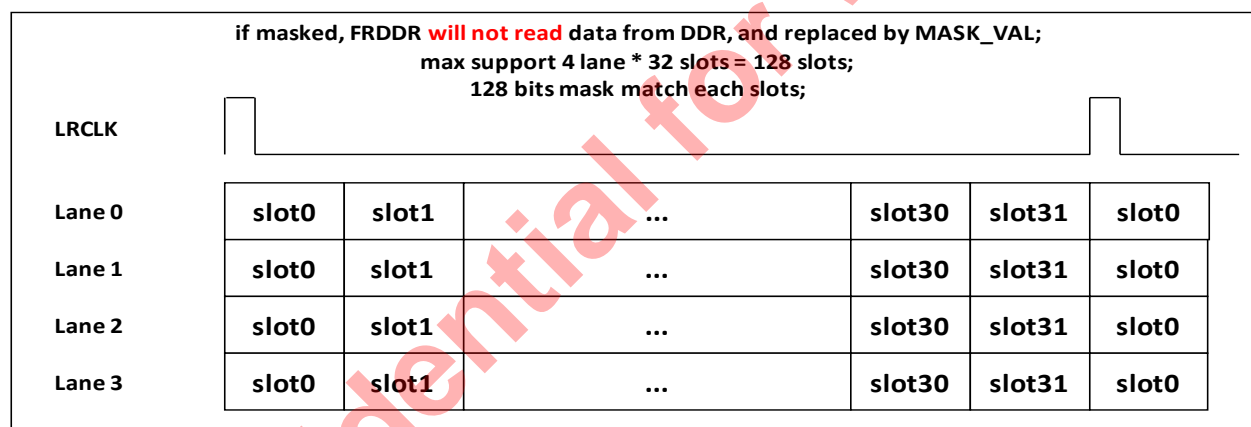 if masked, FRDDR will not read data from DDR, and replaced by MASK_VAL;
max support 4 lane * 32 slots = 128 slots;
128 bits mask match each slots;
LRCLK
Lane 0 slot0 slot1 ... slot30 slot31 slot0
Lane 1 slot0 slot1 ... slot30 slot31 slot0
Lane 2 slot0 slot1 ... slot30 slot31 slot0
Lane 3 slot0 slot1 ... slot30 slot31 slot0
for